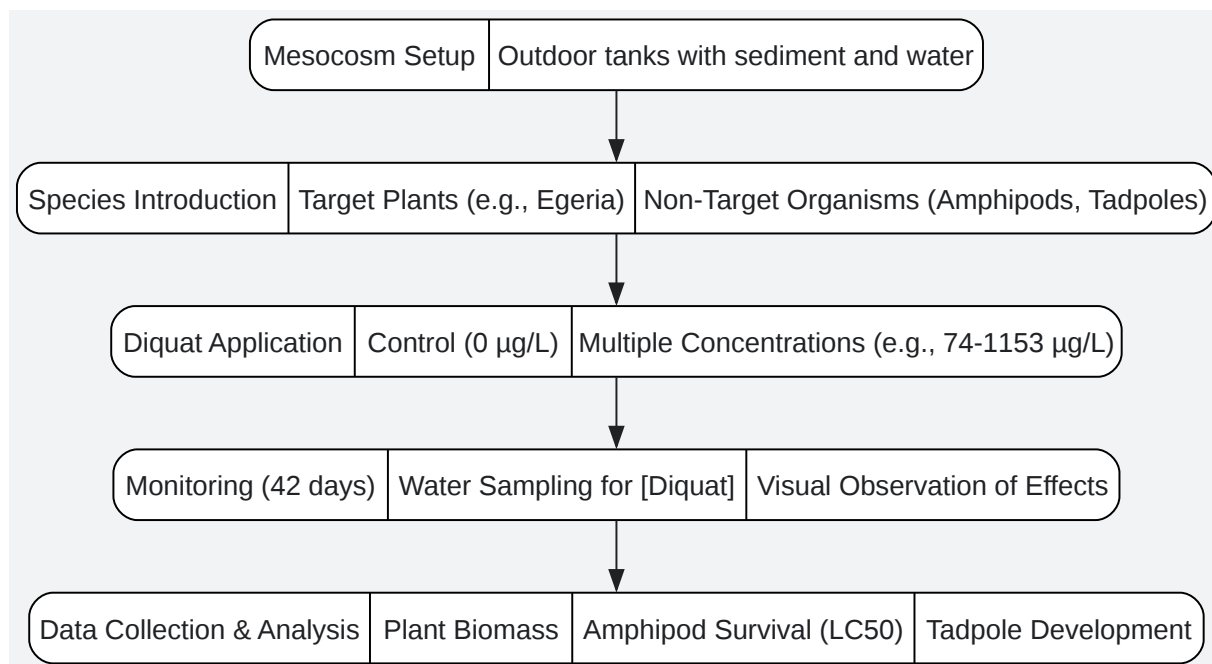 Mesocosm Setup
Outdoor tanks with sediment and water
Species Introduction
Target Plants (e.g., Egeria)
Non-Target Organisms (Amphipods, Tadpoles)
Diquat Application
Control (0 µg/L)
Multiple Concentrations (e.g., 74-1153 µg/L)
Monitoring (42 days)
Water Sampling for [Diquat]
Visual Observation of Effects
Data Collection & Analysis
Plant Biomass
Amphipod Survival (LC50)
Tadpole Development